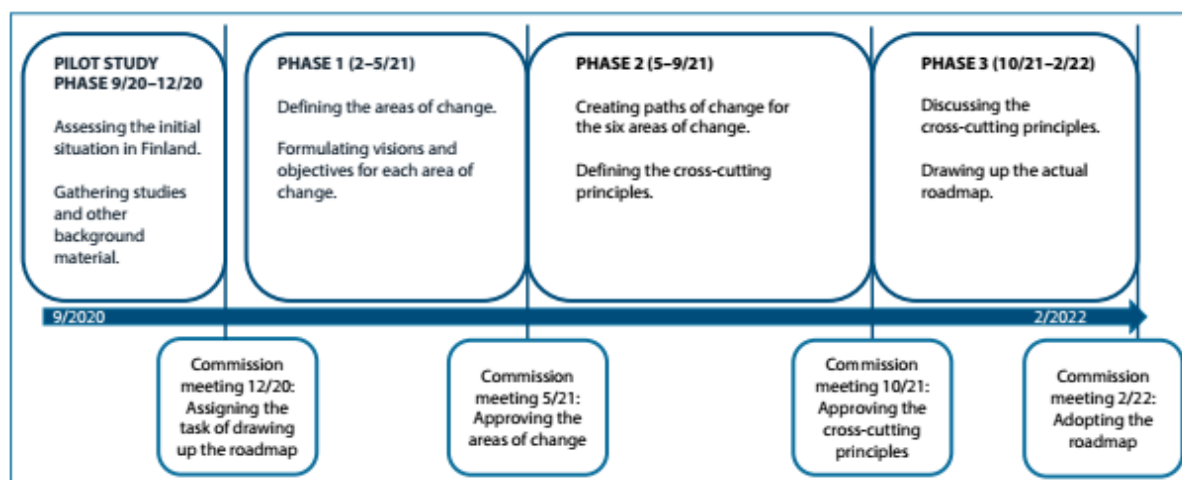 PILOT STUDY
PHASE 9/20–12/20
Assessing the initial
situation in Finland.
Gathering studies
and other
background
material.
PHASE 1 (2–5/21)
Defining the areas of change.
Formulating visions and
objectives for each area of
change.
PHASE 2 (5–9/21)
Creating paths of change for
the six areas of change.
Defining the cross-cutting
principles.
PHASE 3 (10/21–2/22)
Discussing the
cross-cutting principles.
Drawing up the actual
roadmap.
9/2020
2/2022
Commission
meeting 12/20:
Assigning the
task of drawing
up the roadmap
Commission
meeting 5/21:
Approving the
areas of change
Commission
meeting 10/21:
Approving the
cross-cutting
principles
Commission
meeting 2/22:
Adopting the
roadmap